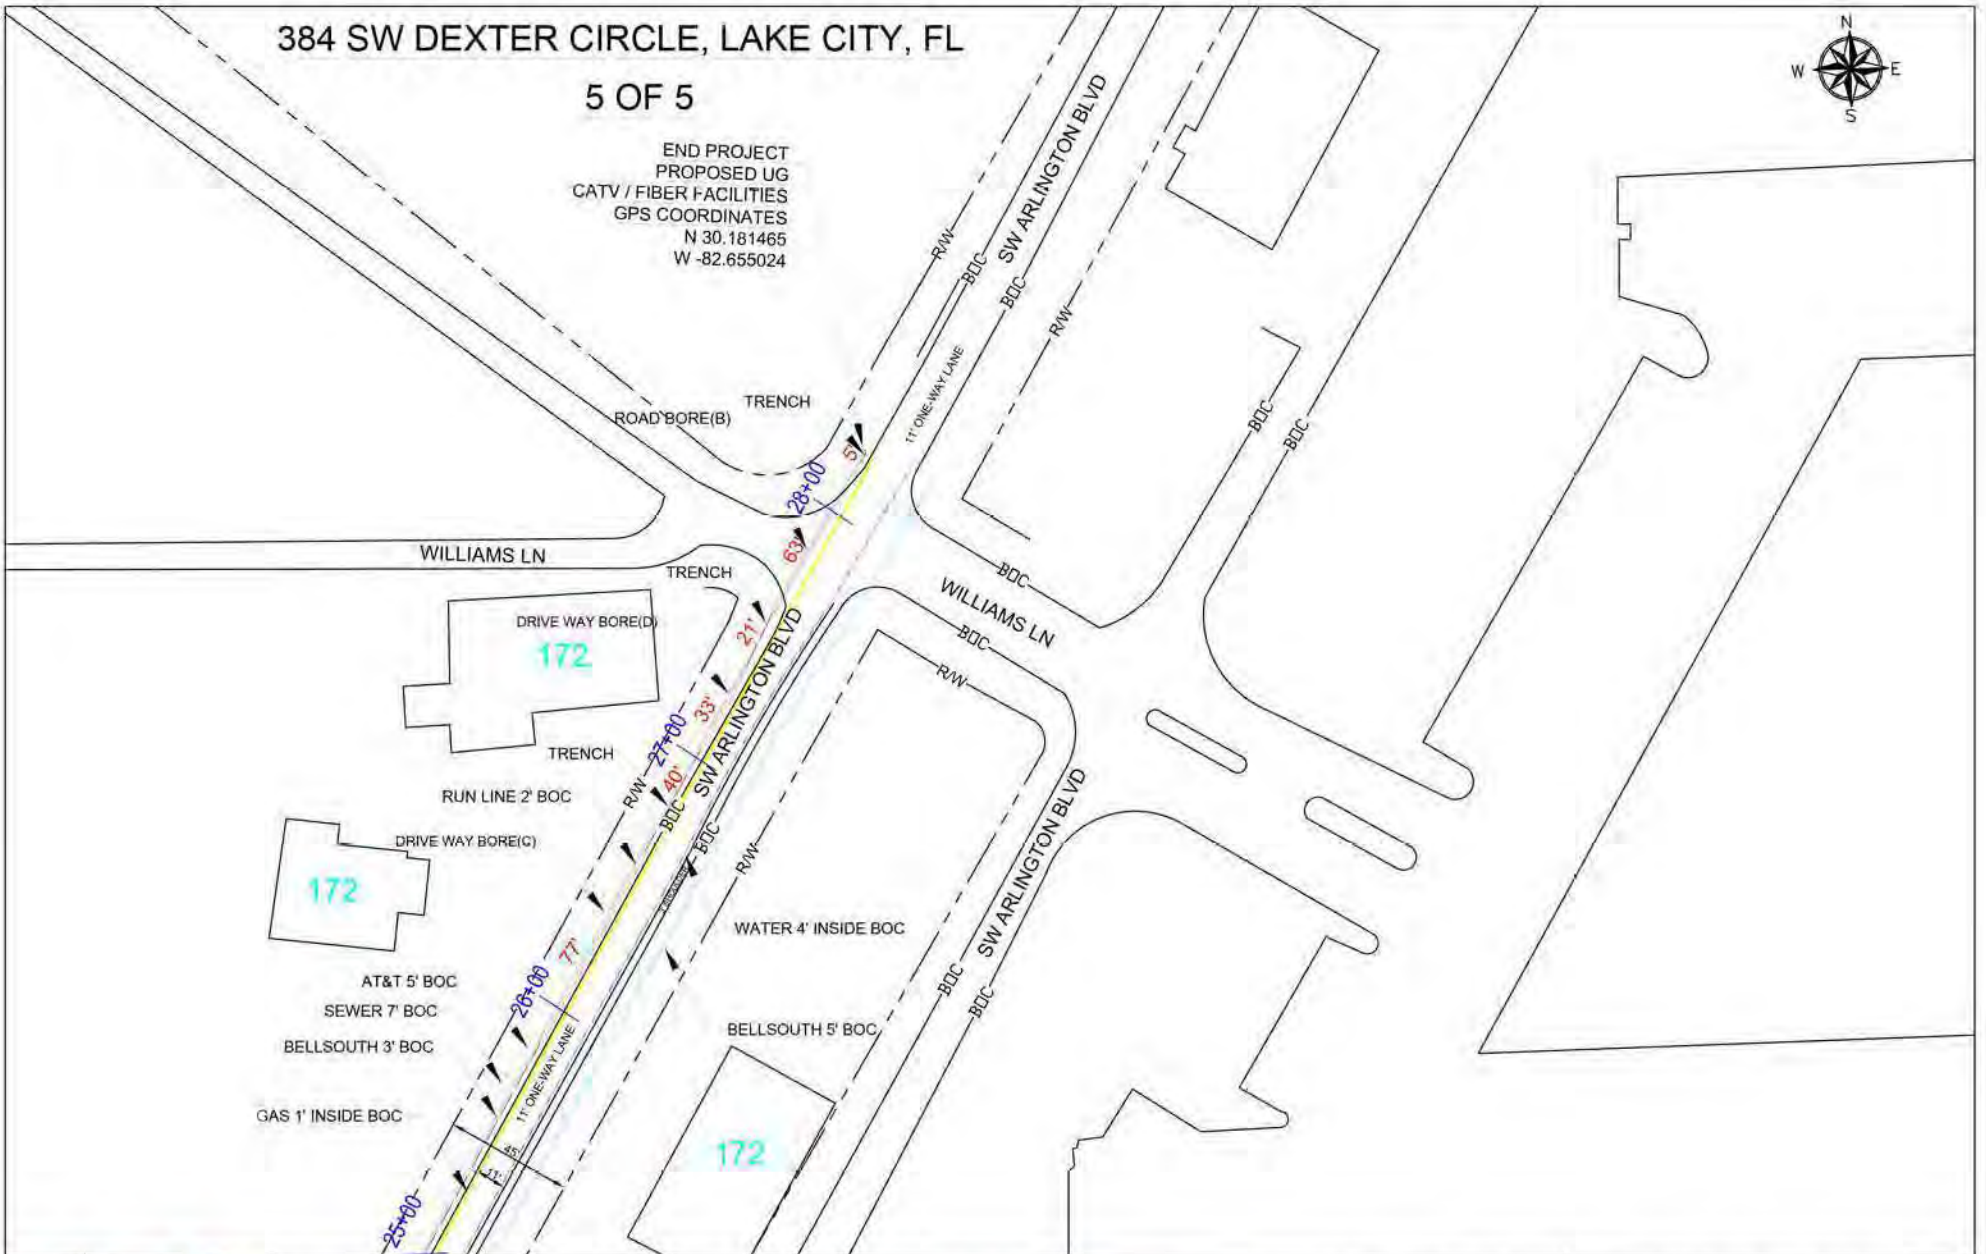 384 SW DEXTER CIRCLE, LAKE CITY, FL
5 OF 5
N
W
E
S
END PROJECT
PROPOSED UG
CATV / FIBER FACILITIES
GPS COORDINATES
N 30.181465
W -82.655024
SW ARLINGTON BLVD
R/W
BOC
BOC
R/W
11' ONE-WAY LANE
TRENCH
ROAD BORE(B)
5'
28+00
BOC
BOC
63'
WILLIAMS LN
TRENCH
BOC
WILLIAMS LN
DRIVE WAY BORE(D)
172
21'
BOC
R/W
33'
SW ARLINGTON BLVD
27+00
TRENCH
40'
R/W
RUN LINE 2' BOC
BOC
BOC
DRIVE WAY BORE(C)
R/W
SW ARLINGTON BLVD
172
77'
WATER 4' INSIDE BOC
AT&T 5' BOC
26+00
BOC
BOC
SEWER 7' BOC
BELLSOUTH 3' BOC
BELLSOUTH 5' BOC
11' ONE-WAY LANE
GAS 1' INSIDE BOC
45'
11'
172
25+00